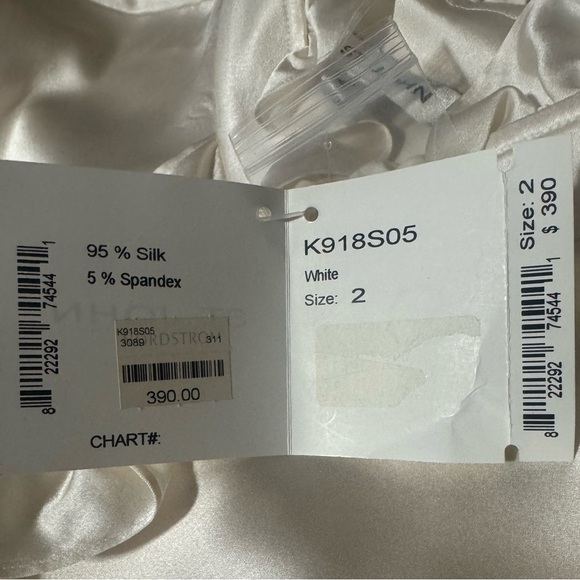 95 % Silk
5 % Spandex
K918S05
3089 311
NORDSTROM
390.00
CHART#:
8 22292 74544 1
K918S05
White
Size: 2
Size: 2
$ 390
8 22292 74544 1